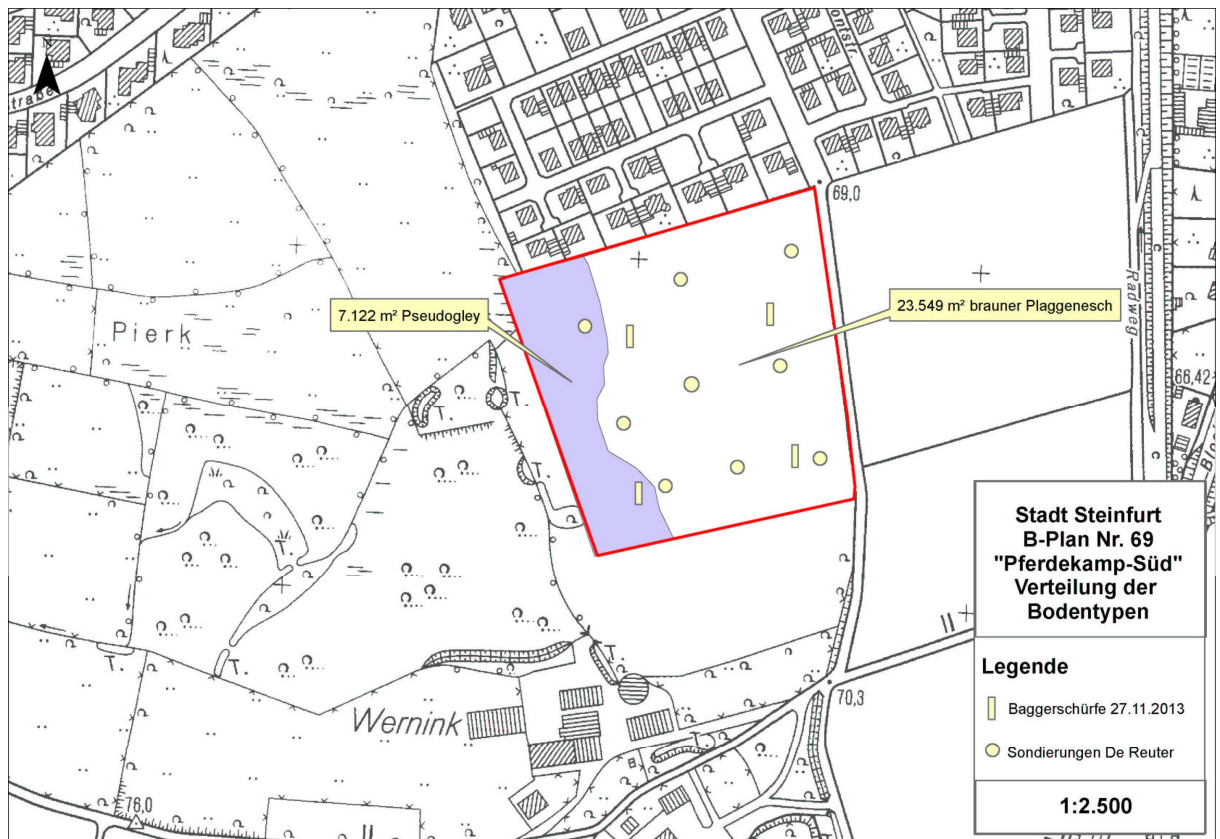 N
traße
omtstr
69,0
Radweg
7.122 m² Pseudogley
23.549 m² brauner Plaggenesch
Pierk
66,42
T.
T.
T.
T.
T.
T.
T.
Wernink
70,3
76,0
Stadt Steinfurt
B-Plan Nr. 69
"Pferdekamp-Süd"
Verteilung der
Bodentypen
Legende
Baggerschürfe 27.11.2013
Sondierungen De Reuter
1:2.500